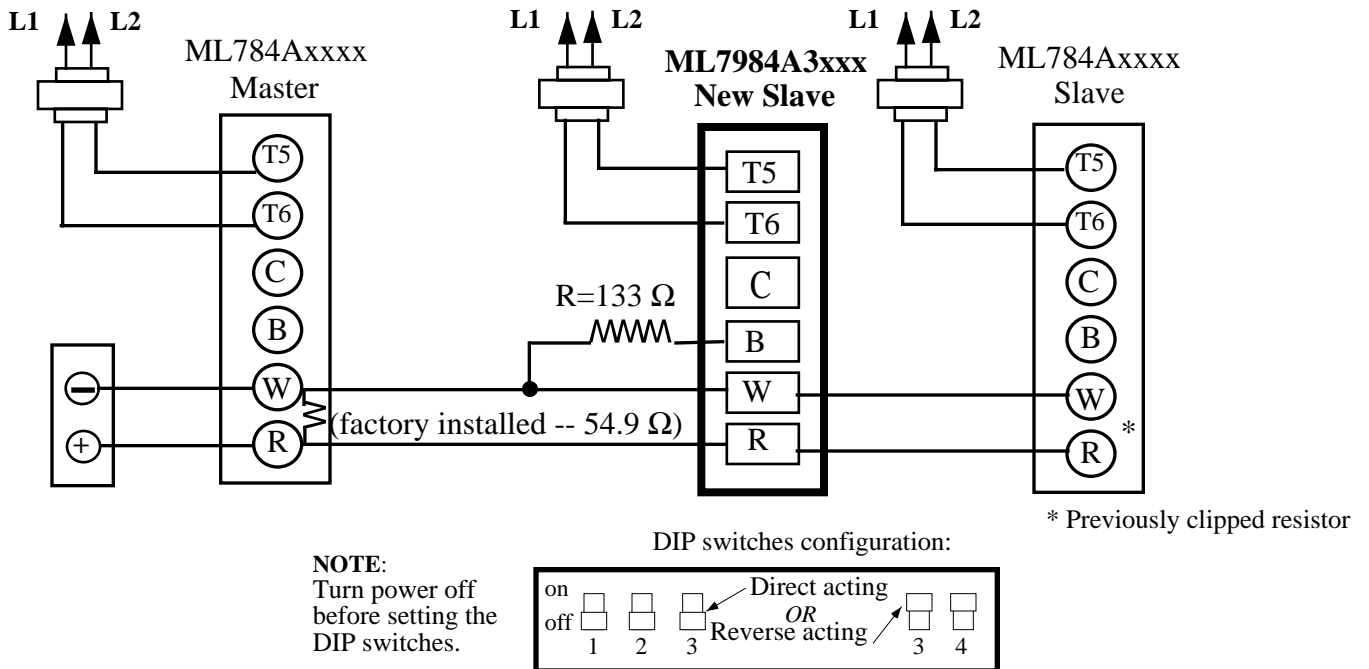 L1 L2
ML784Axxxx
Master
T5
T6
C
B
W
R
− 
+
(factory installed -- 54.9 Ω)
R=133 Ω
L1 L2
ML7984A3xxx
New Slave
T5
T6
C
B
W
R
L1 L2
ML784Axxxx
Slave
T5
T6
C
B
W
R
*
* Previously clipped resistor
NOTE:
Turn power off
before setting the
DIP switches.
DIP switches configuration:
on
off
1 2 3
Direct acting
OR
Reverse acting
3 4